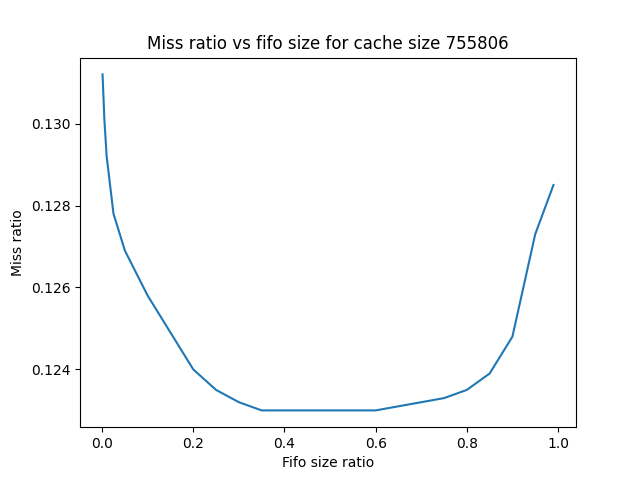 Miss ratio vs fifo size for cache size 755806
0.130
0.128
0.126
0.124
Miss ratio
0.0 0.2 0.4 0.6 0.8 1.0
Fifo size ratio